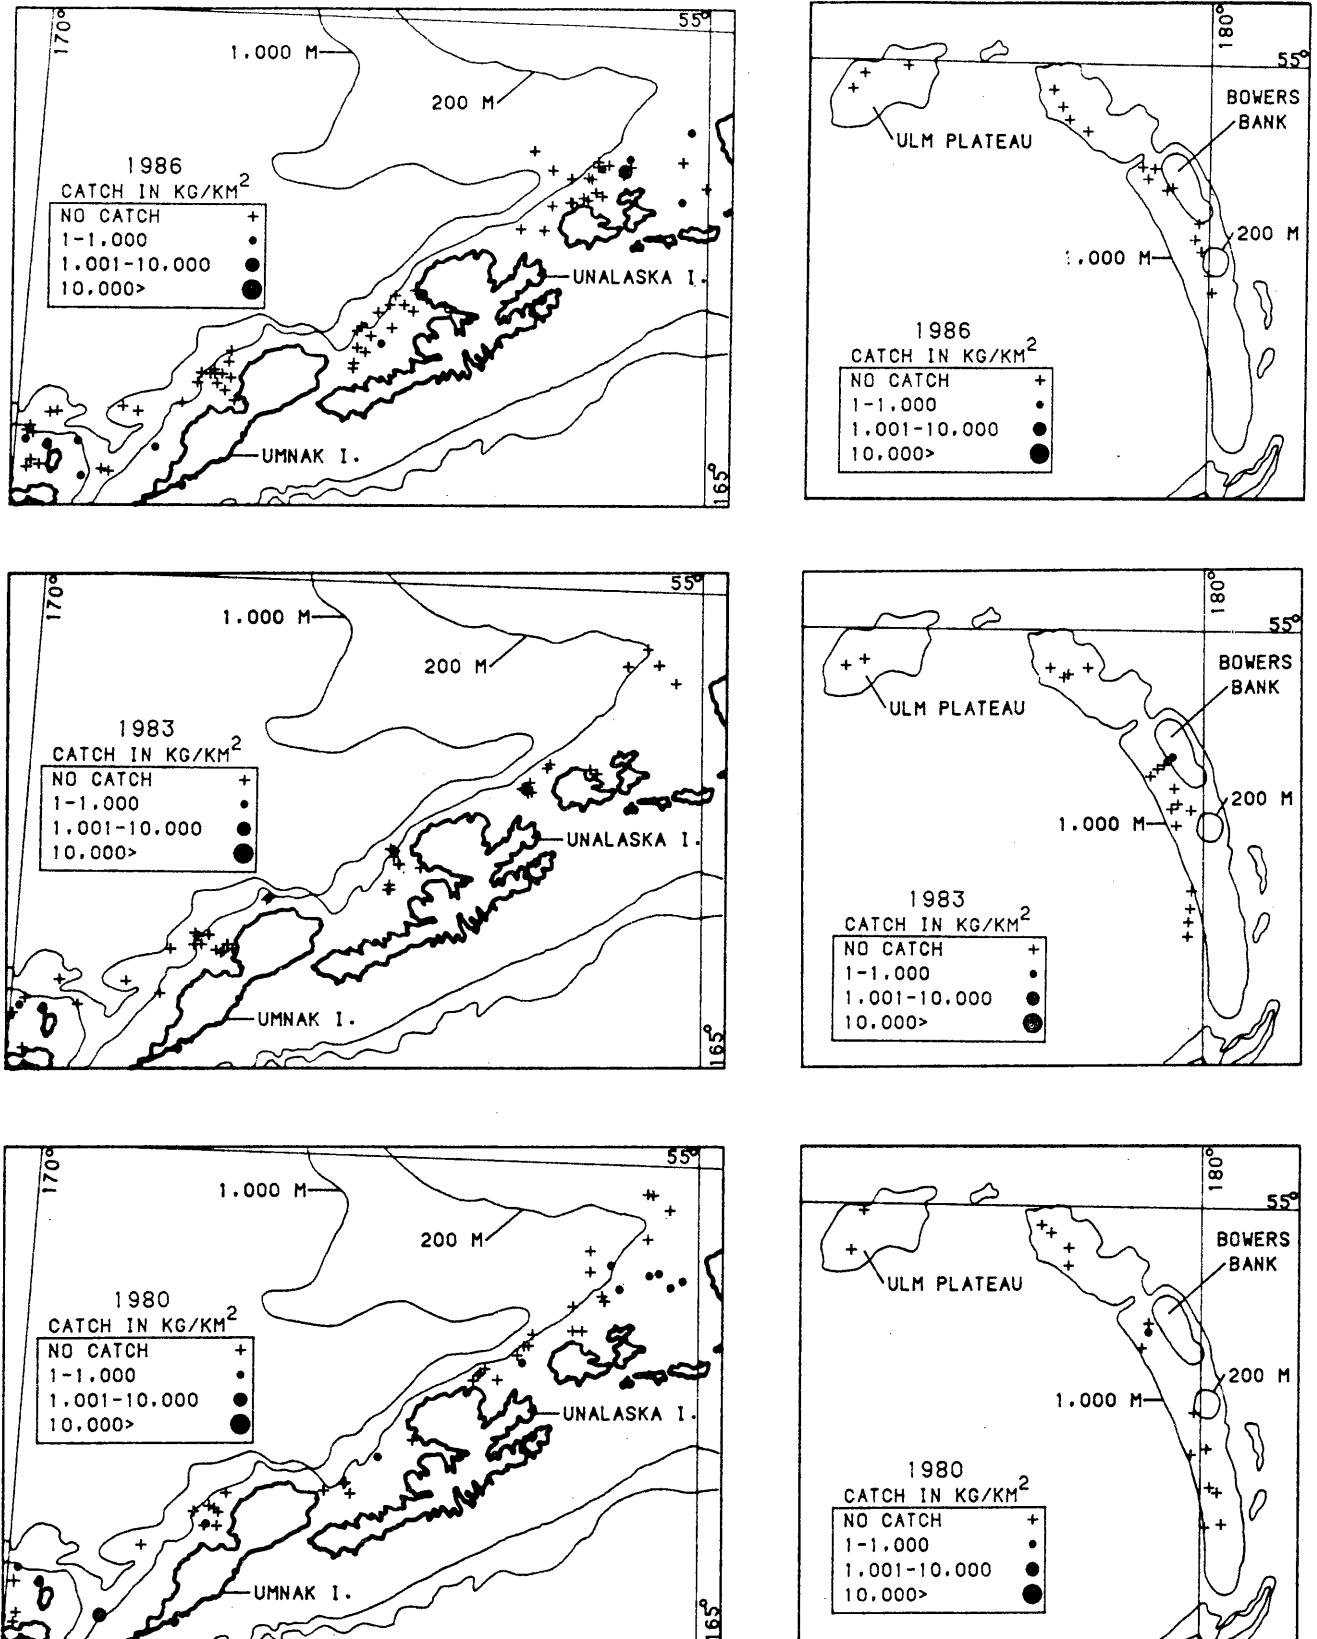 170°
55°
1.000 M
200 M
1986
CATCH IN KG/KM2
NO CATCH +
1-1.000
1.001-10.000
10.000>
UNALASKA I.
UMNAK I.
165°
180°
55°
BOWERS
BANK
ULM PLATEAU
200 M
1.000 M
1986
CATCH IN KG/KM2
NO CATCH +
1-1.000
1.001-10.000
10.000>
170°
55°
1.000 M
200 M
1983
CATCH IN KG/KM2
NO CATCH +
1-1.000
1.001-10.000
10.000>
UNALASKA I.
UMNAK I.
165°
180°
55°
BOWERS
BANK
ULM PLATEAU
200 M
1.000 M
1983
CATCH IN KG/KM2
NO CATCH +
1-1.000
1.001-10.000
10.000>
170°
55°
1.000 M
200 M
1980
CATCH IN KG/KM2
NO CATCH +
1-1.000
1.001-10.000
10.000>
UNALASKA I.
UMNAK I.
165°
180°
55°
BOWERS
BANK
ULM PLATEAU
200 M
1.000 M
1980
CATCH IN KG/KM2
NO CATCH +
1-1.000
1.001-10.000
10.000>